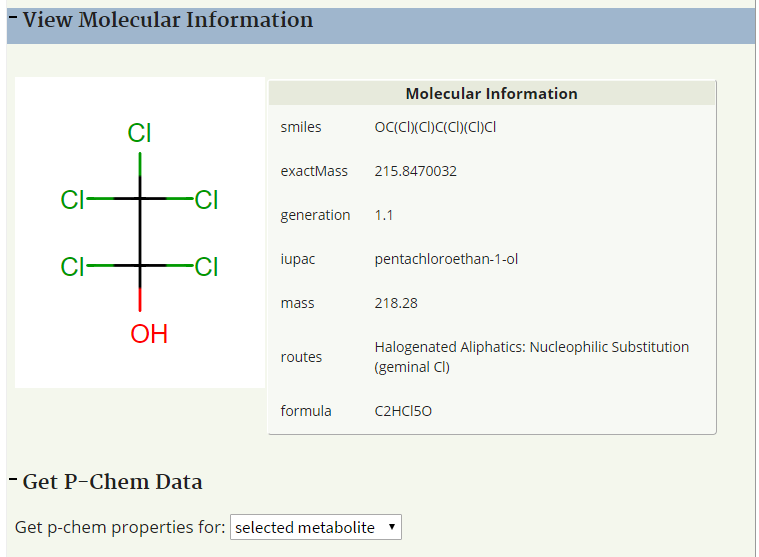 - View Molecular Information
Molecular Information
Cl
Cl Cl
Cl Cl
OH
smiles OC(Cl)(Cl)C(Cl)(Cl)Cl
exactMass 215.8470032
generation 1.1
iupac pentachloroethan-1-ol
mass 218.28
routes Halogenated Aliphatics: Nucleophilic Substitution
(geminal Cl)
formula C2HCl5O
- Get P-Chem Data
Get p-chem properties for: selected metabolite